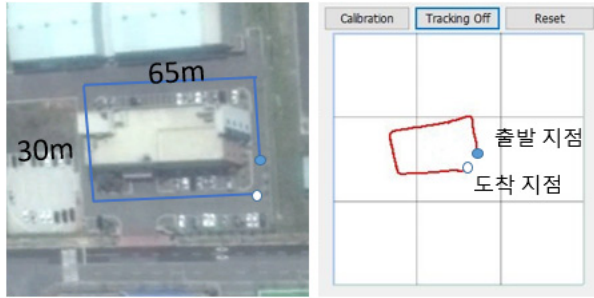 65m
30m
Calibration
Tracking Off
Reset
출발 지점
도착 지점